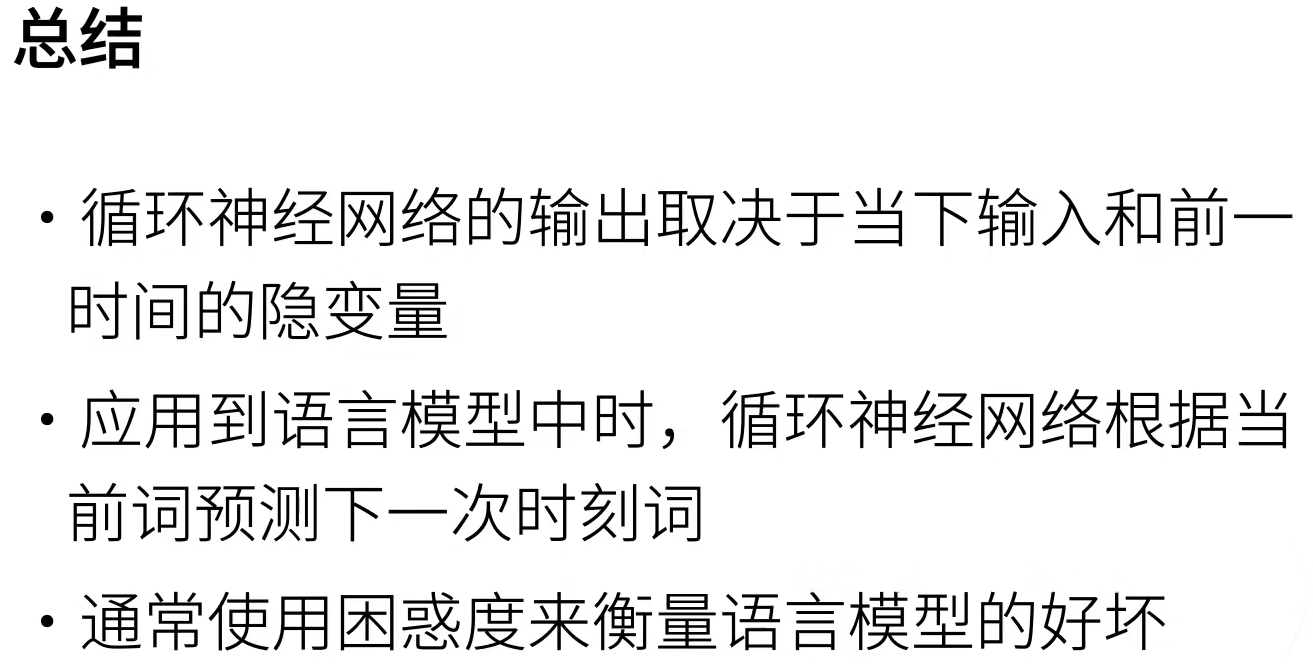 总结
• 循环神经网络的输出取决于当下输入和前一
时间的隐变量
• 应用到语言模型中时，循环神经网络根据当
前词预测下一次时刻词
• 通常使用困惑度来衡量语言模型的好坏